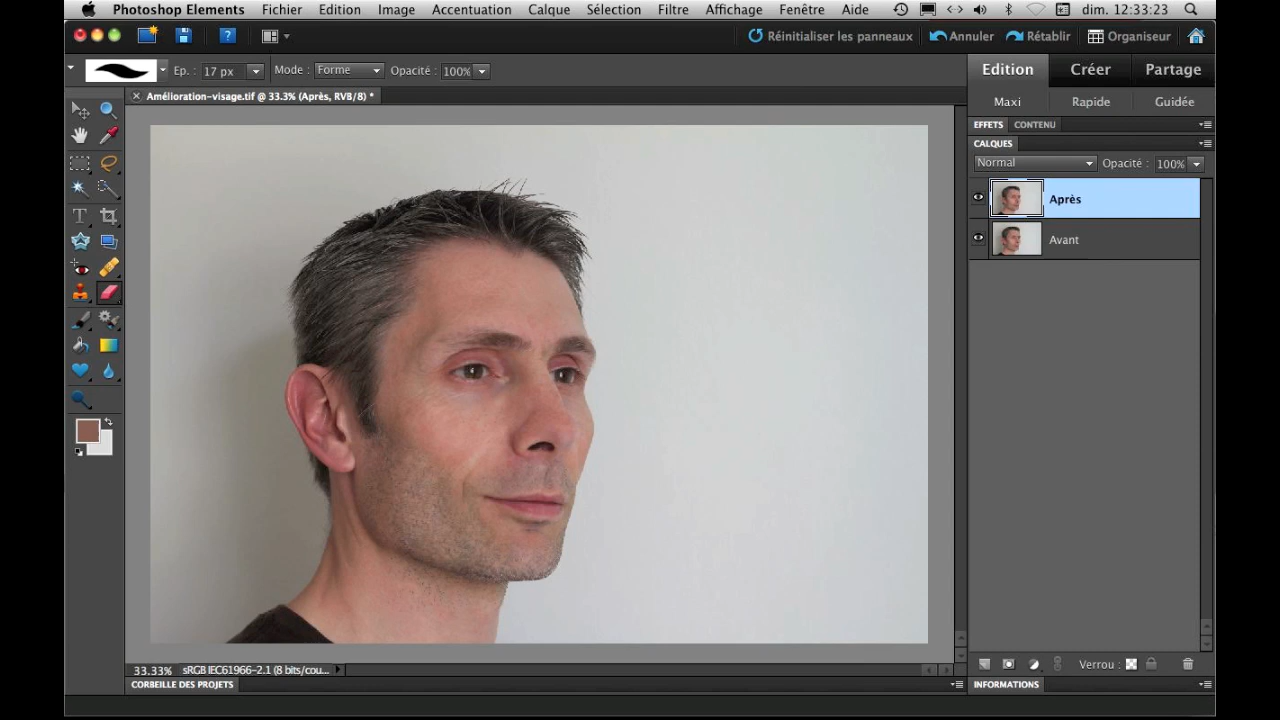 Photoshop Elements Fichier Edition Image Accentuation Calque Sélection Filtre Affichage Fenêtre Aide dim. 12:33:23
Réinitialiser les panneaux Annuler Rétablir Organiseur
Ep. : 17 px Mode : Forme Opacité : 100%
Edition Créer Partage
Amélioration-visage.tif @ 33.3% (Après, RVB/8) *
Maxi Rapide Guidée
EFFETS CONTENU
CALQUES
Normal Opacité : 100%
Après
Avant
Verrou :
33.33% sRGB IEC61966-2.1 (8 bits/cou...
CORBEILLE DES PROJETS
INFORMATIONS